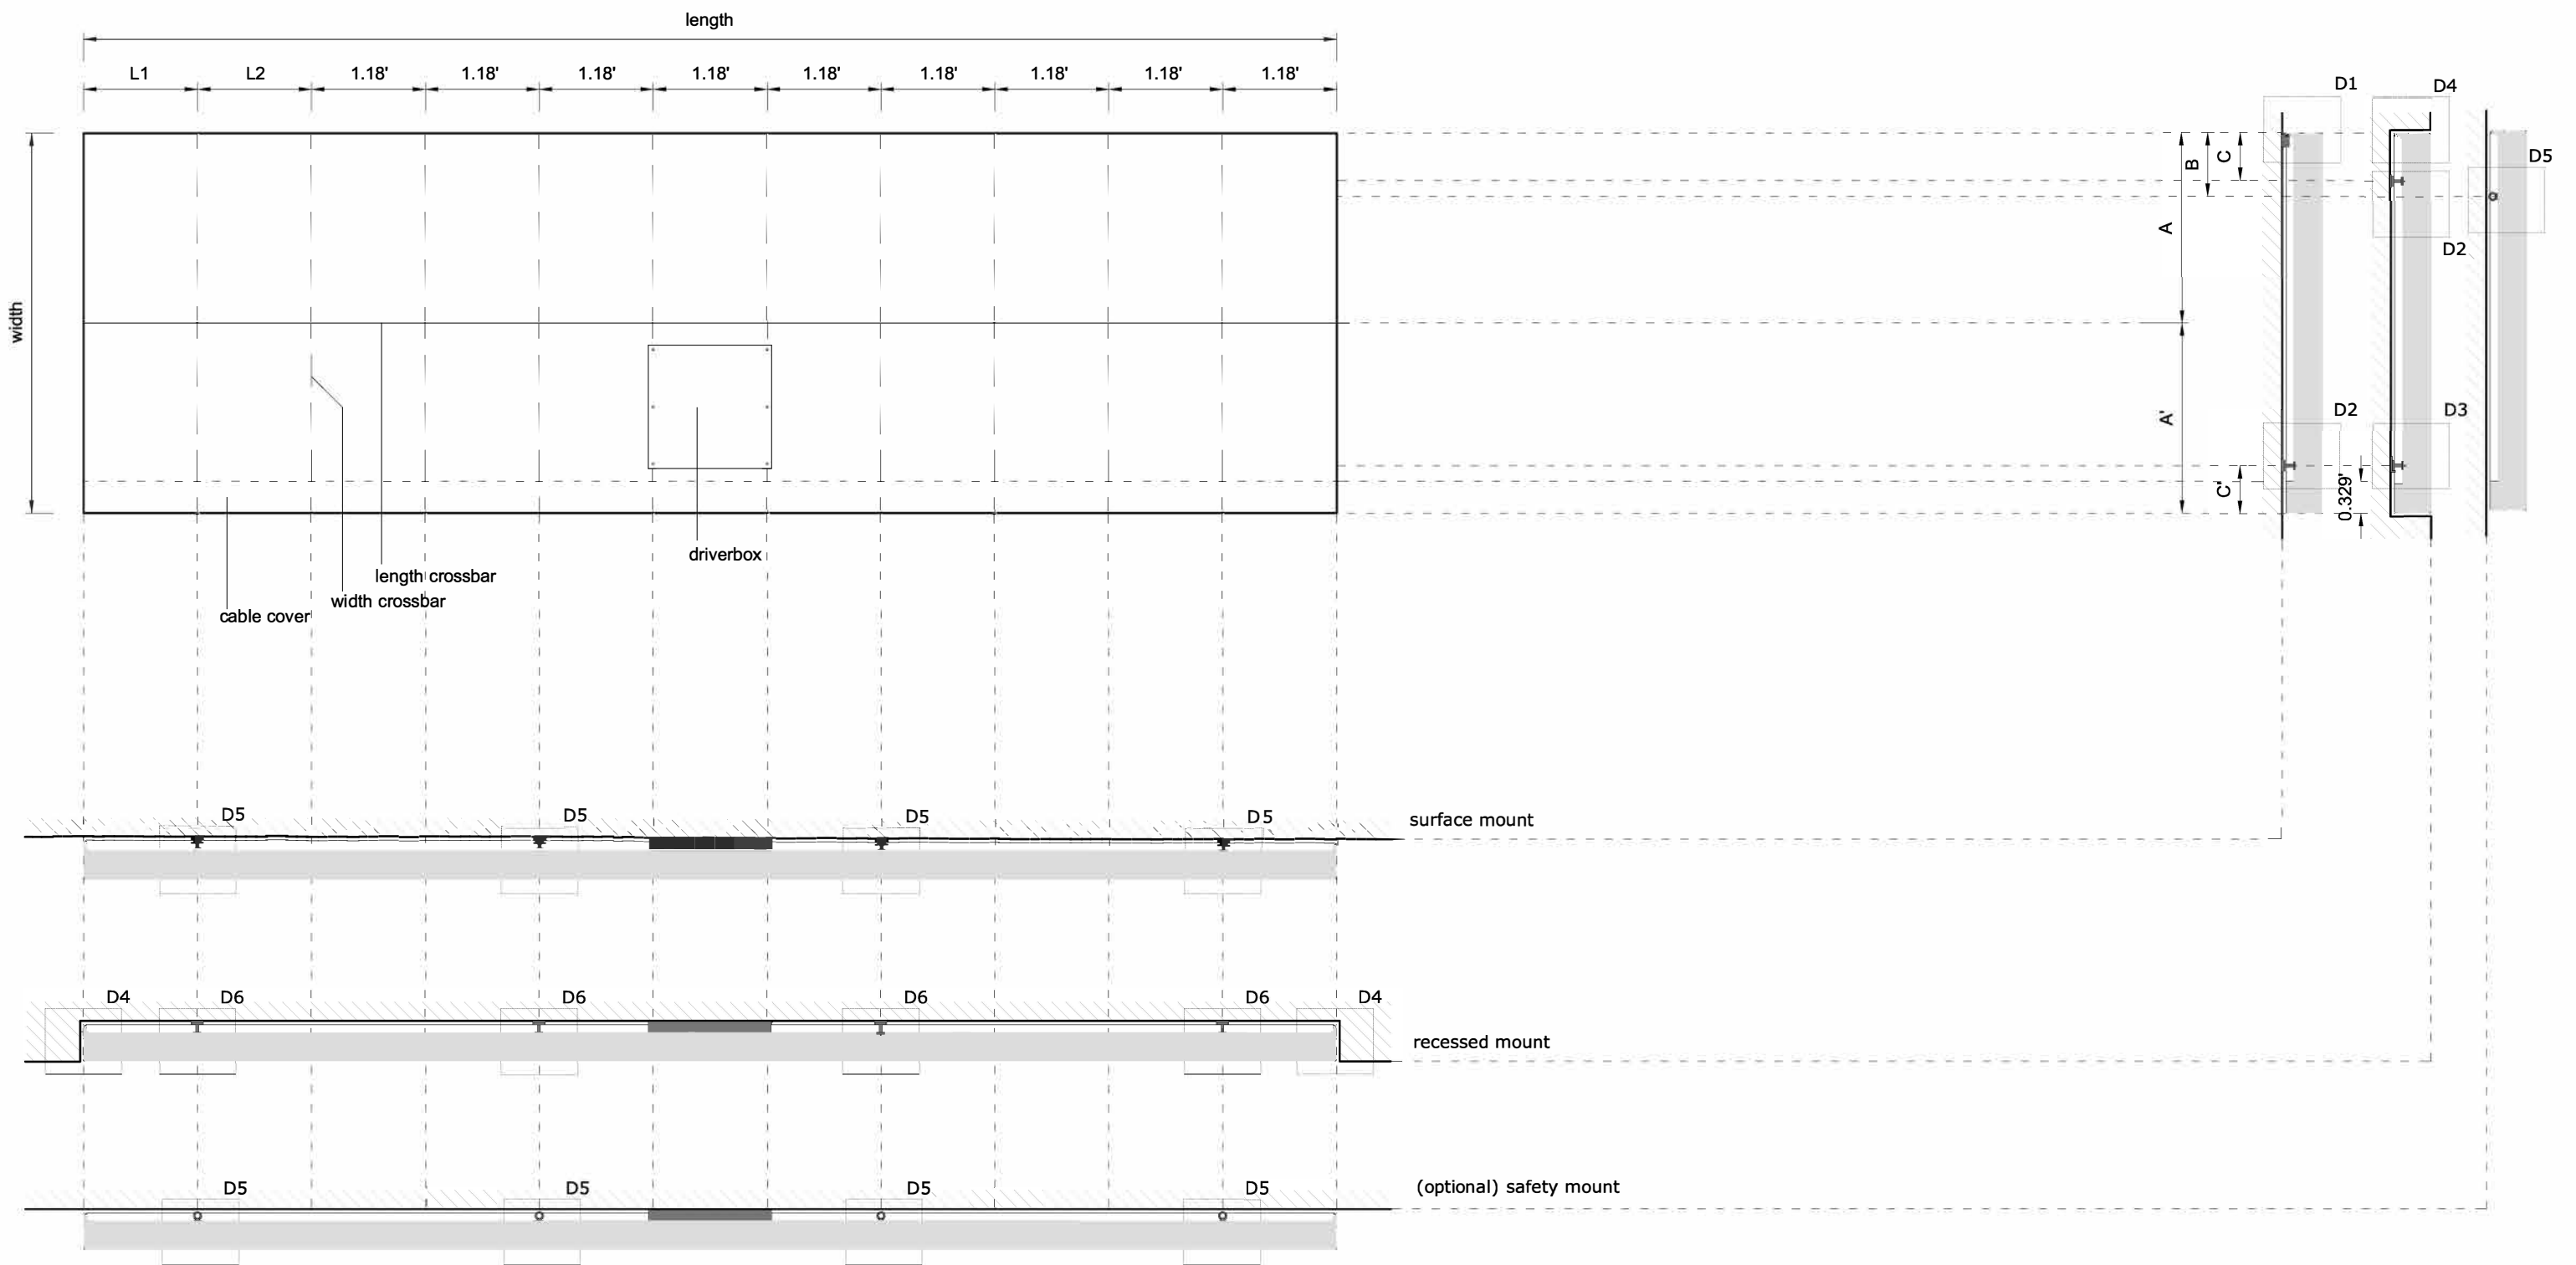 length
L1 L2 1.18' 1.18' 1.18' 1.18' 1.18' 1.18' 1.18' 1.18' 1.18'
D1 D4
B C
D5
A
D2
width
D2 D3
A'
C' 0.329'
driverbox
length crossbar
width crossbar
cable cover
D5 D5 D5 D5
surface mount
D4 D6 D6 D6 D6 D4
recessed mount
D5 D5 D5 D5
(optional) safety mount